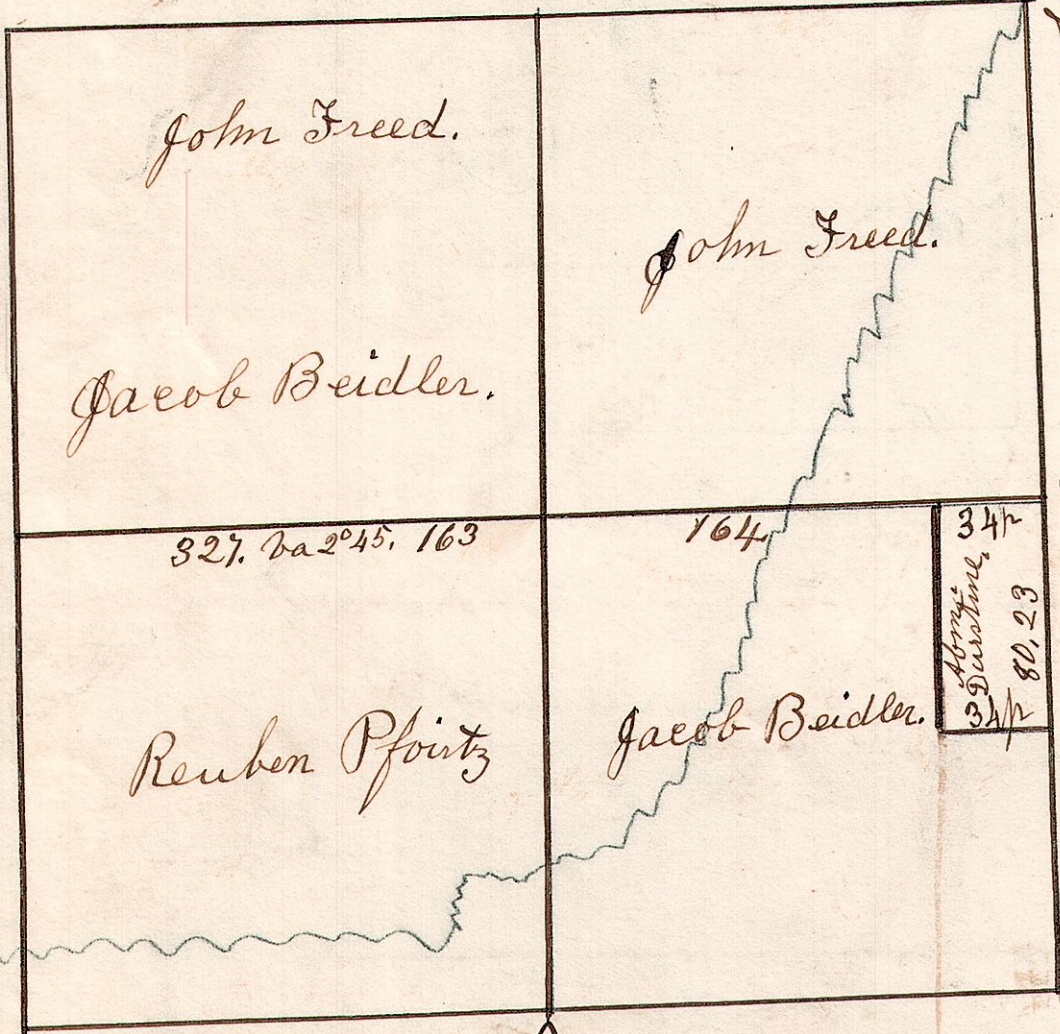 John Freed.
John Freed.
Jacob Beidler.
327. Va 2°45. 163
164
34p
Abm.
Durstine.
80,23
34p
Reuben Pfoirtz
Jacob Beidler.